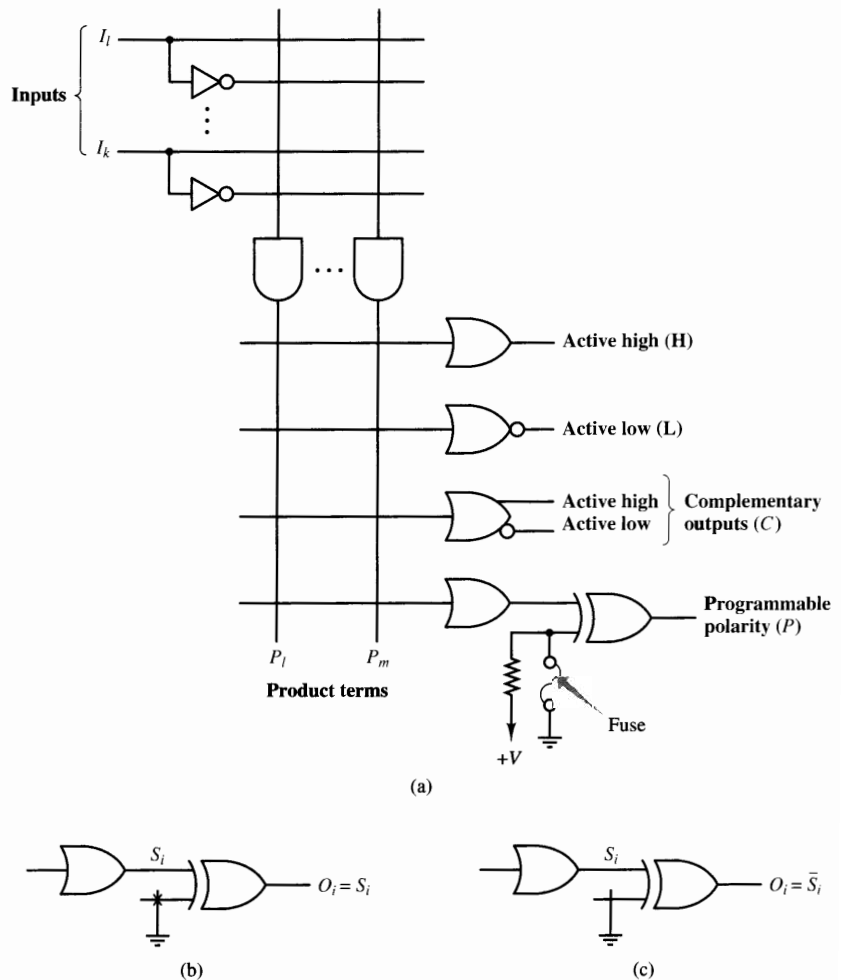 I_l
Inputs
I_k
Active high (H)
Active low (L)
Active high
Active low
Complementary
outputs (C)
Programmable
polarity (P)
P_l
P_m
Product terms
Fuse
+V
(a)
S_i
O_i = S_i
(b)
S_i
O_i = S̄_i
(c)